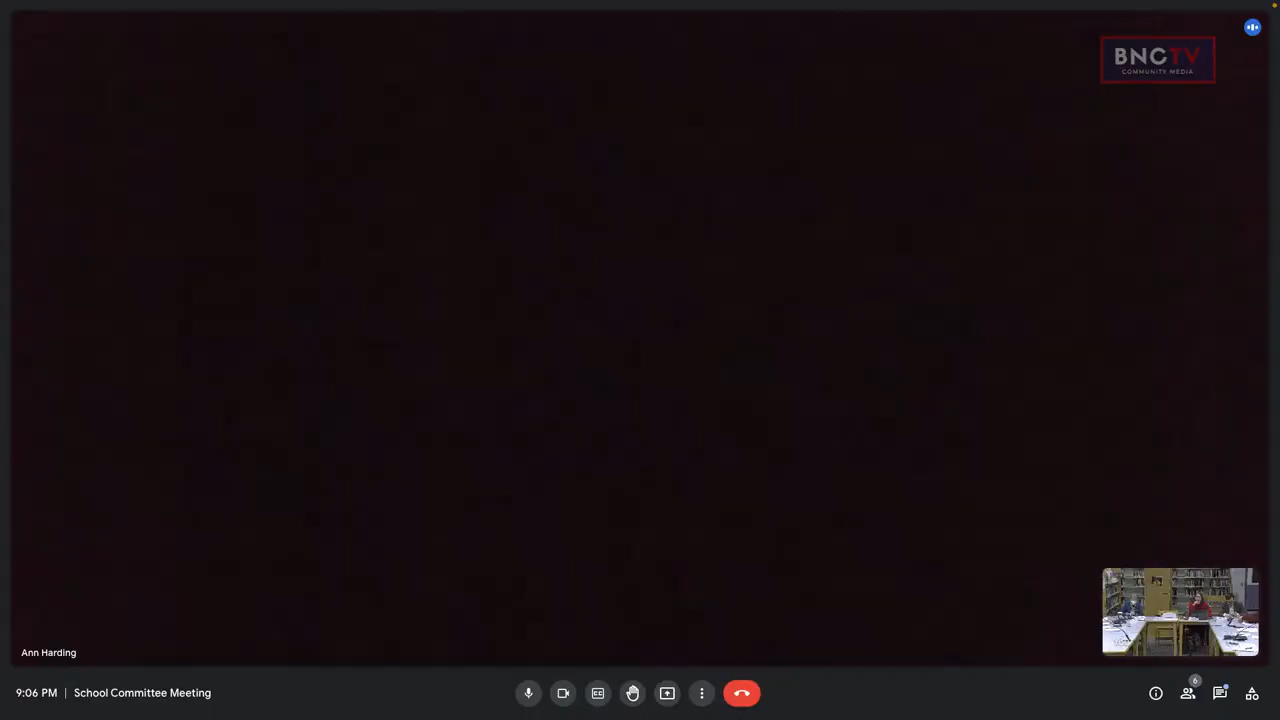 BNCTV
COMMUNITY MEDIA
Ann Harding
9:06 PM | School Committee Meeting
6